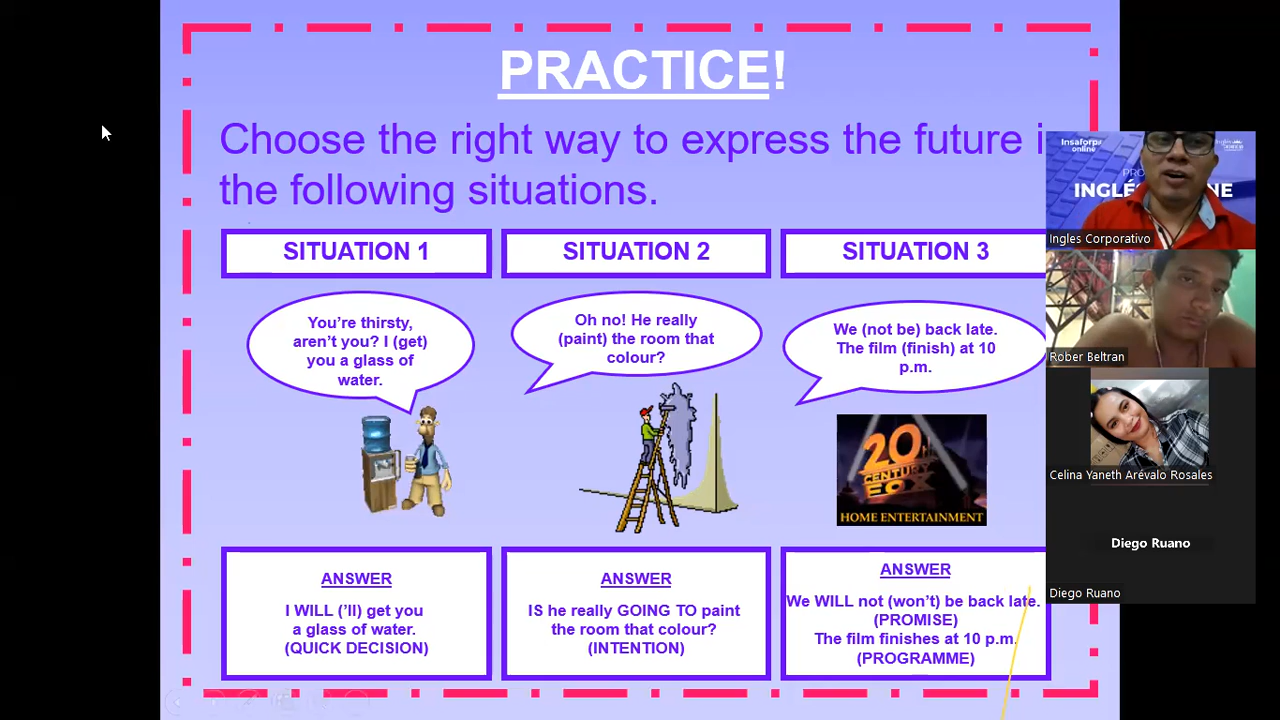 PRACTICE!
Choose the right way to express the future i
the following situations.
SITUATION 1
SITUATION 2
SITUATION 3
You're thirsty,
aren't you? I (get)
you a glass of
water.
Oh no! He really
(paint) the room that
colour?
We (not be) back late.
The film (finish) at 10
p.m.
20
CENTURY
FOX
HOME ENTERTAINMENT
ANSWER
I WILL ('ll) get you
a glass of water.
(QUICK DECISION)
ANSWER
IS he really GOING TO paint
the room that colour?
(INTENTION)
ANSWER
We WILL not (won't) be back late.
(PROMISE)
The film finishes at 10 p.m.
(PROGRAMME)
Insaforp
online
PRO
INGLÉS
NE
Ingles Corporativo
Rober Beltran
Celina Yaneth Arévalo Rosales
Diego Ruano
Diego Ruano